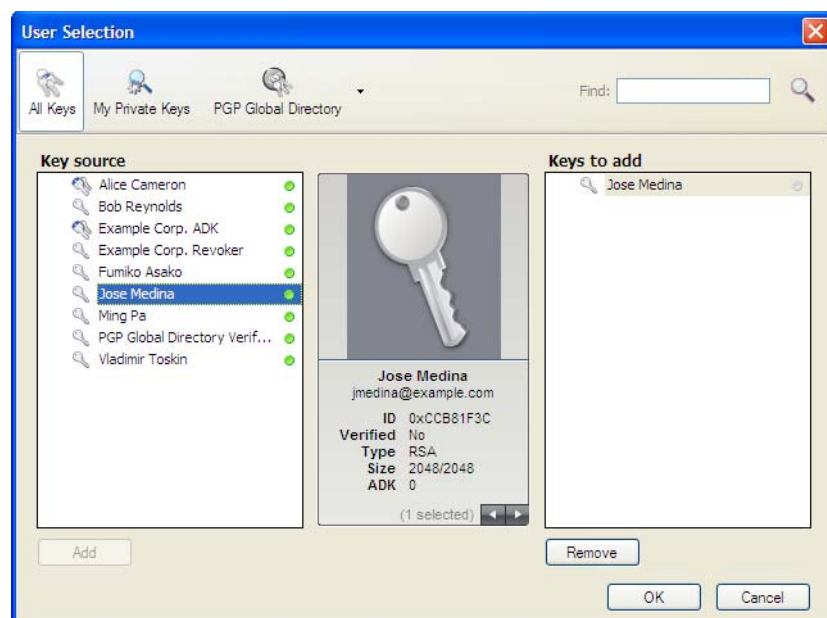 User Selection
All Keys
My Private Keys
PGP Global Directory
Find:
Key source
Alice Cameron
Bob Reynolds
Example Corp. ADK
Example Corp. Revoker
Fumiko Asako
Jose Medina
Ming Pa
PGP Global Directory Verif...
Vladimir Toskin
Add
Jose Medina
jmedina@example.com
ID 0xCCB81F3C
Verified No
Type RSA
Size 2048/2048
ADK 0
(1 selected)
Keys to add
Jose Medina
Remove
OK
Cancel